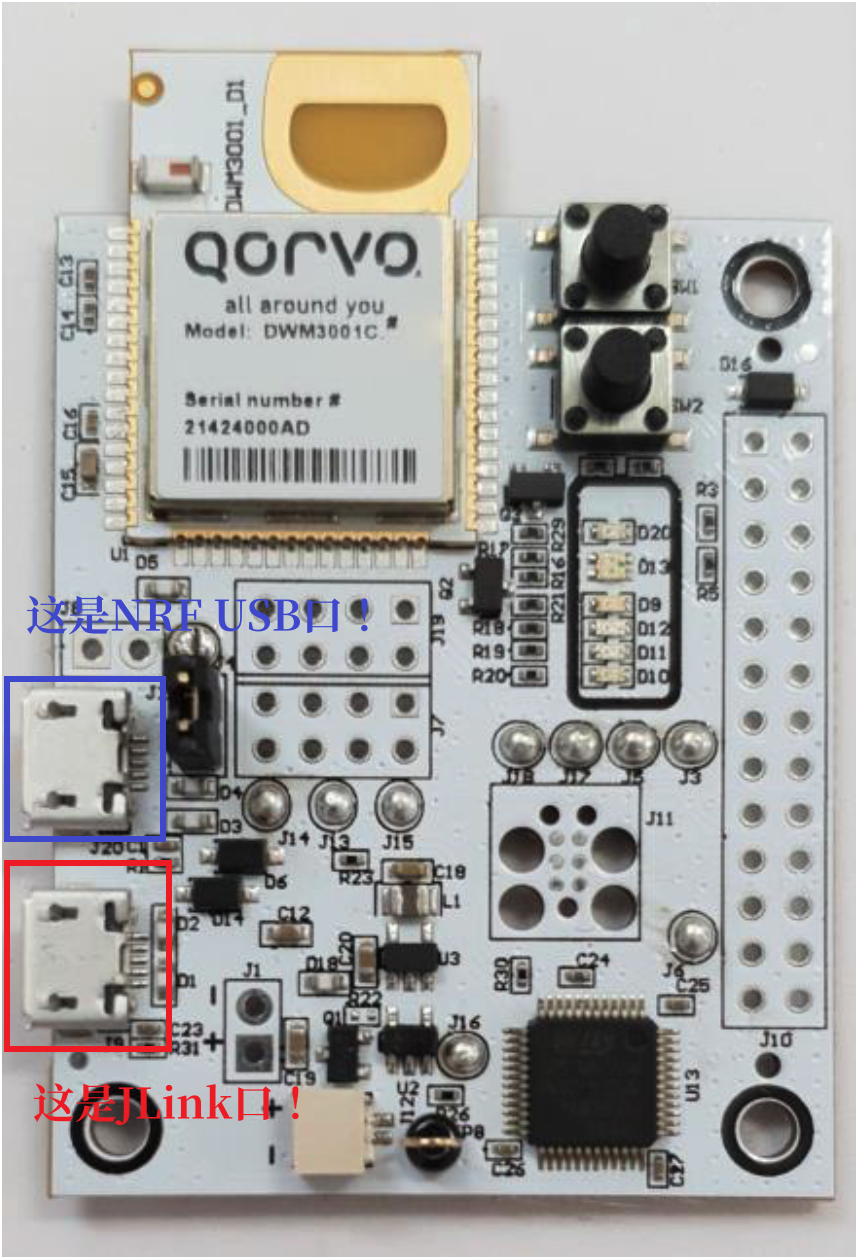 DWM3001_D1
Qorvo
all around you
Model: DWM3001C.#
Serial number #
21424000AD
C13
C14
C16
C15
U1
D5
SW2
D16
R3
R5
Q2
R17
R29
R16
R21
R18
R19
R20
D20
D13
D9
D12
D11
D10
J19
J7
这是NRF USB口！
D4
D3
J20
J14
J13
J15
J18
J17
J5
J3
J11
D6
D14
R23
C18
L1
D2
D1
C12
C20
U3
D18
R22
J1
Q1
C23
R31
J9
C19
U2
J16
J6
R30
C24
C25
J10
U13
R26
J12
C26
C27
+
-
这是JLink口！